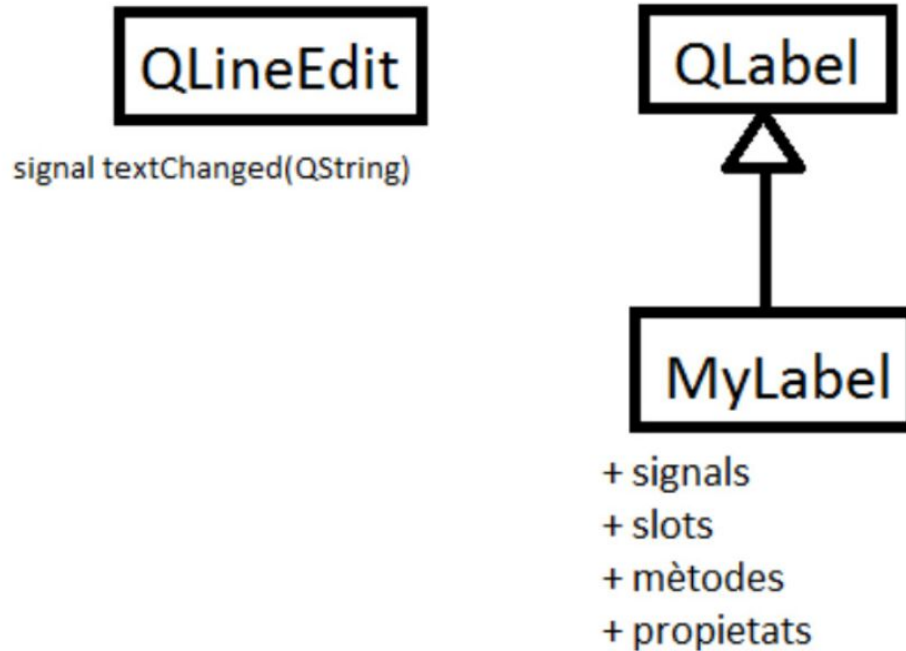 QLineEdit
signal textChanged(QString)
QLabel
MyLabel
+ signals
+ slots
+ mètodes
+ propietats